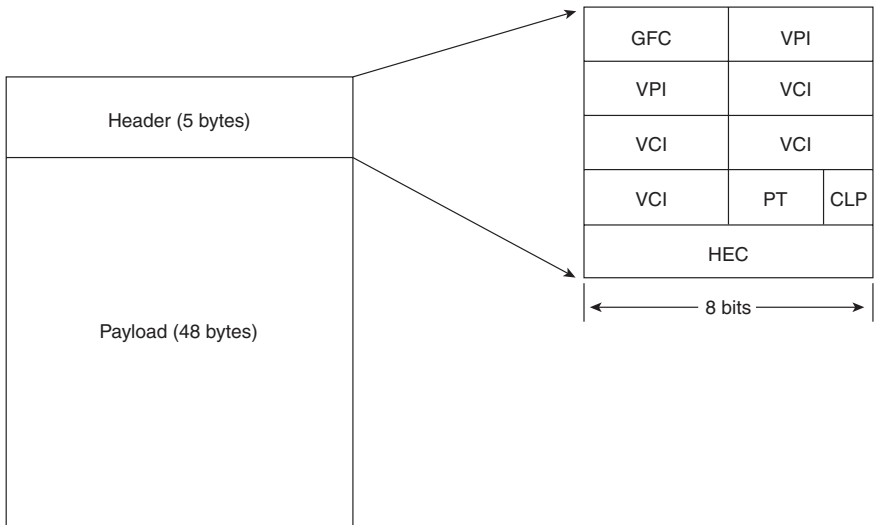 GFC VPI
VPI VCI
Header (5 bytes)
VCI VCI
VCI PT CLP
HEC
8 bits
Payload (48 bytes)